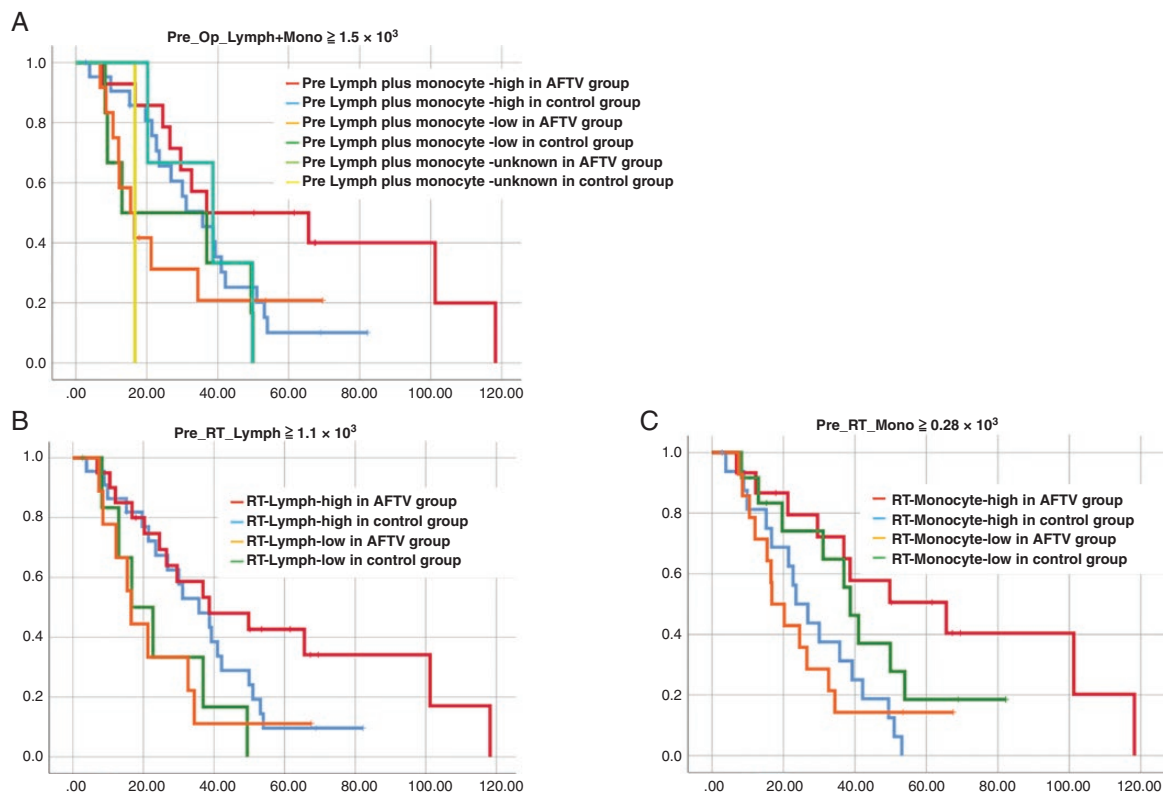 A
Pre_Op_Lymph+Mono ≧ 1.5 × 10³
1.0
0.8
0.6
0.4
0.2
0.0
Pre Lymph plus monocyte -high in AFTV group
Pre Lymph plus monocyte -high in control group
Pre Lymph plus monocyte -low in AFTV group
Pre Lymph plus monocyte -low in control group
Pre Lymph plus monocyte -unknown in AFTV group
Pre Lymph plus monocyte -unknown in control group
.00 20.00 40.00 60.00 80.00 100.00 120.00
B
Pre_RT_Lymph ≧ 1.1 × 10³
1.0
0.8
0.6
0.4
0.2
0.0
RT-Lymph-high in AFTV group
RT-Lymph-high in control group
RT-Lymph-low in AFTV group
RT-Lymph-low in control group
.00 20.00 40.00 60.00 80.00 100.00 120.00
C
Pre_RT_Mono ≧ 0.28 × 10³
1.0
0.8
0.6
0.4
0.2
0.0
RT-Monocyte-high in AFTV group
RT-Monocyte-high in control group
RT-Monocyte-low in AFTV group
RT-Monocyte-low in control group
.00 20.00 40.00 60.00 80.00 100.00 120.00